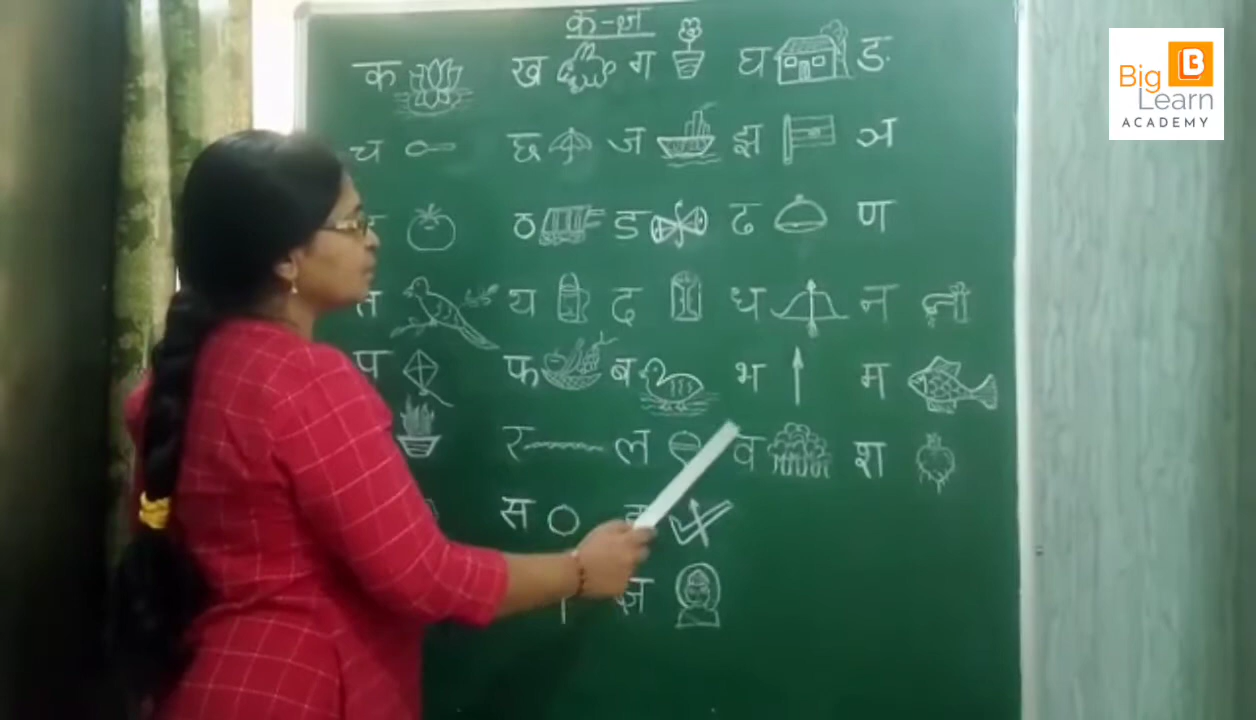 क-ज्ञ
क ख ग घ ङ
च छ ज झ ञ
ठ ड ढ ण
त थ द ध न
प फ ब भ म
र ल व श
स
ज्ञ
Big
Learn
ACADEMY